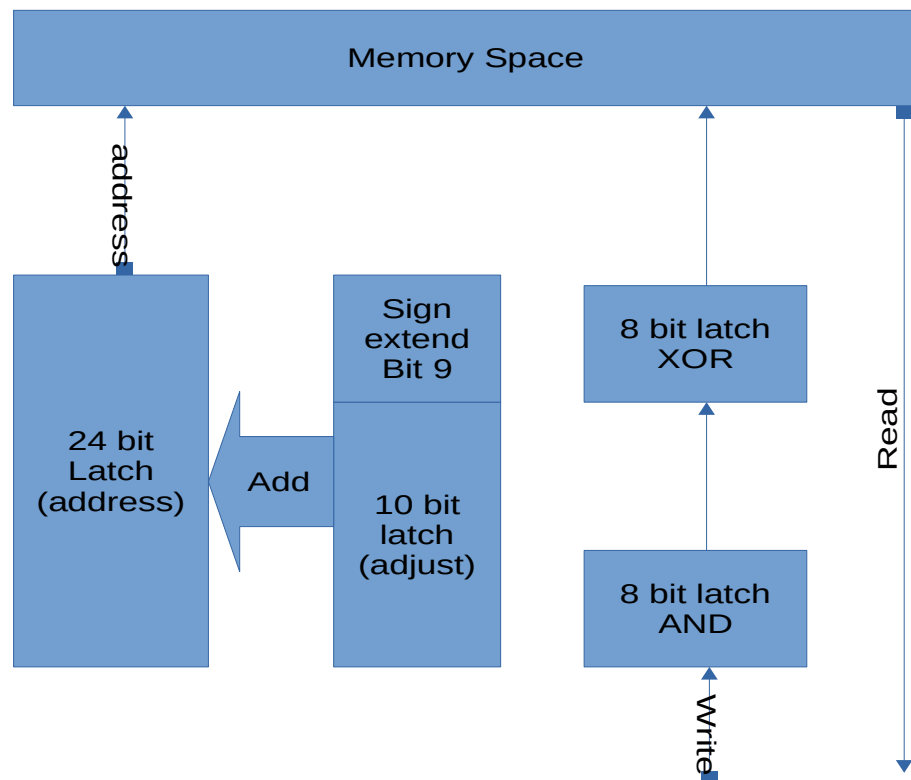 Memory Space
address
Sign
extend
Bit 9
8 bit latch
XOR
24 bit
Latch
(address)
Add
10 bit
latch
(adjust)
Read
8 bit latch
AND
Write